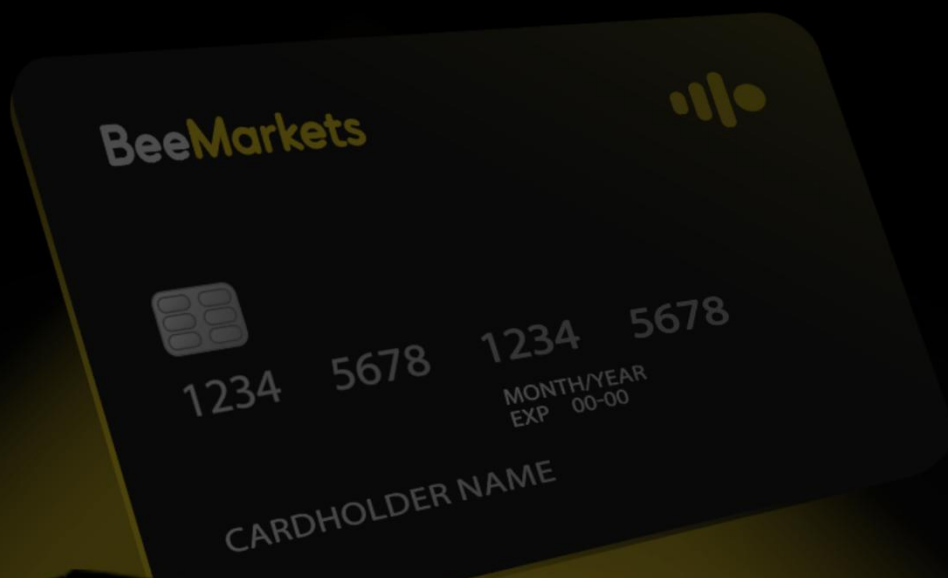 BeeMarkets
1234 5678 1234 5678
MONTH/YEAR
EXP 00-00
CARDHOLDER NAME